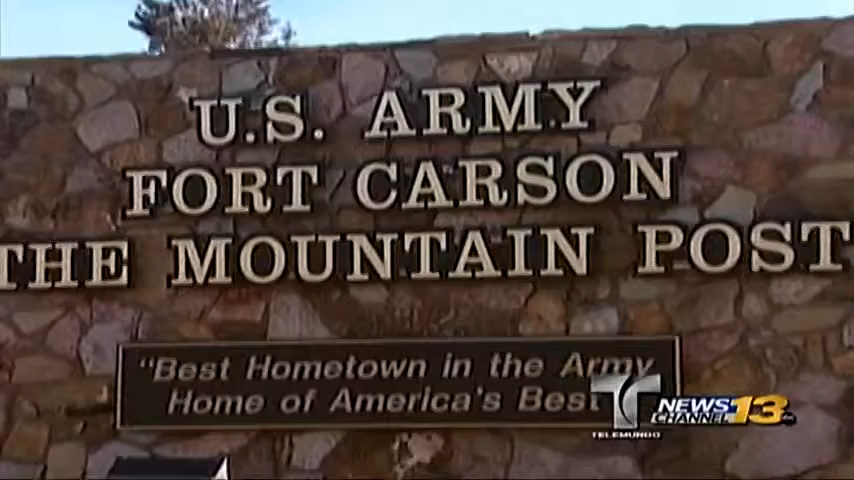 U.S. ARMY
FORT CARSON
THE MOUNTAIN POST
"Best Hometown in the Army
Home of America's Best
TELEMUNDO
NEWS
CHANNEL 13